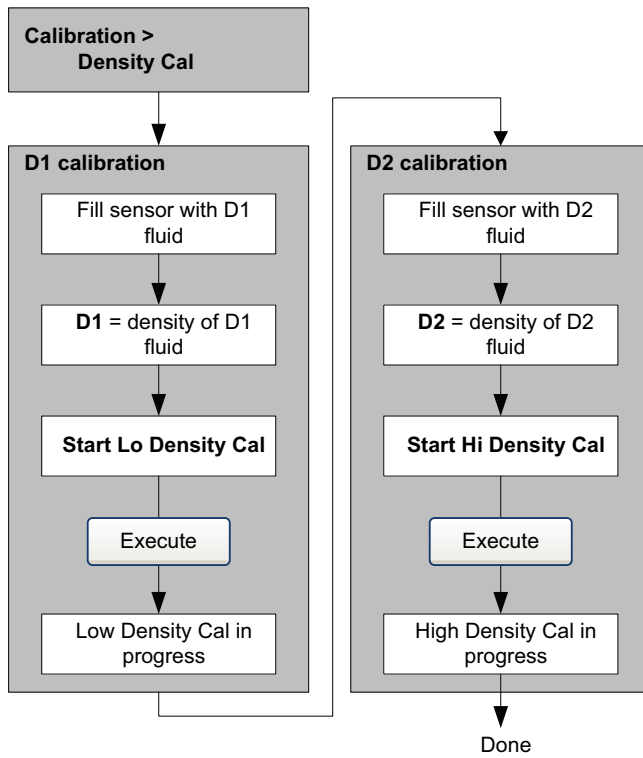 Calibration >
Density Cal
D1 calibration
Fill sensor with D1
fluid
D1 = density of D1
fluid
Start Lo Density Cal
Execute
Low Density Cal in
progress
D2 calibration
Fill sensor with D2
fluid
D2 = density of D2
fluid
Start Hi Density Cal
Execute
High Density Cal in
progress
Done